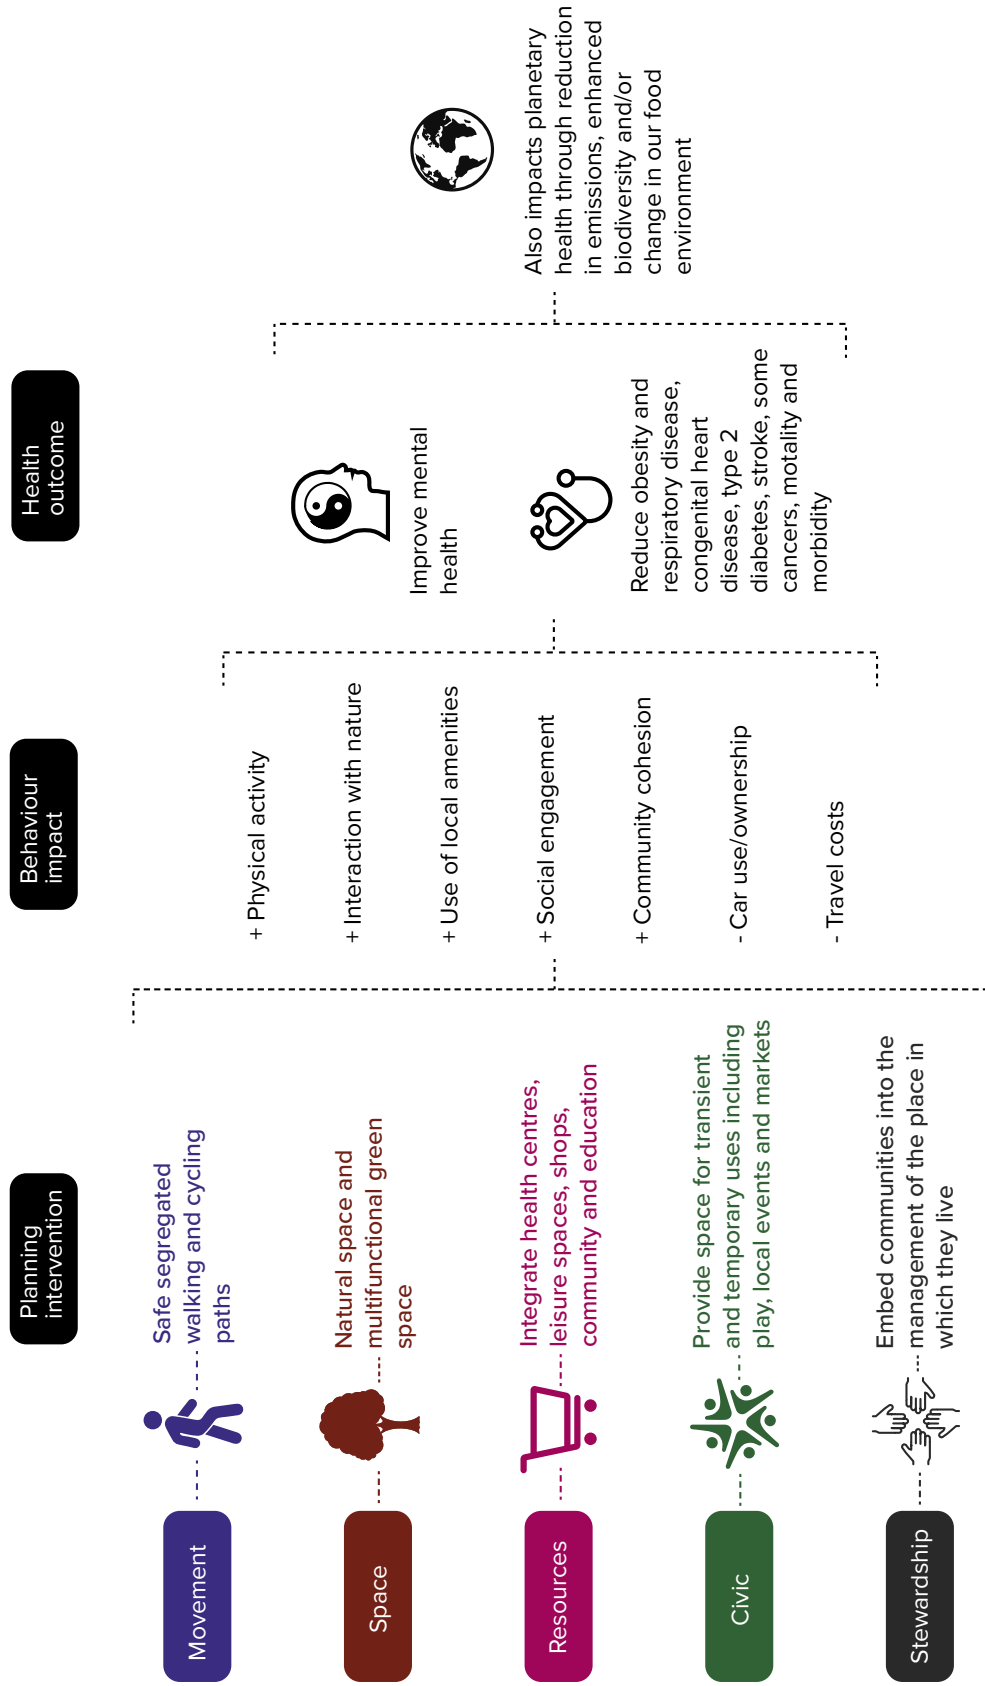 Planning
intervention
Behaviour
impact
Health
outcome
Movement
Safe segregated
walking and cycling
paths
Space
Natural space and
multifunctional green
space
Resources
Integrate health centres,
leisure spaces, shops,
community and education
Civic
Provide space for transient
and temporary uses including
play, local events and markets
Stewardship
Embed communities into the
management of the place in
which they live
+ Physical activity
+ Interaction with nature
+ Use of local amenities
+ Social engagement
+ Community cohesion
- Car use/ownership
- Travel costs
Improve mental
health
Reduce obesity and
respiratory disease,
congenital heart
disease, type 2
diabetes, stroke, some
cancers, motality and
morbidity
Also impacts planetary
health through reduction
in emissions, enhanced
biodiversity and/or
change in our food
environment